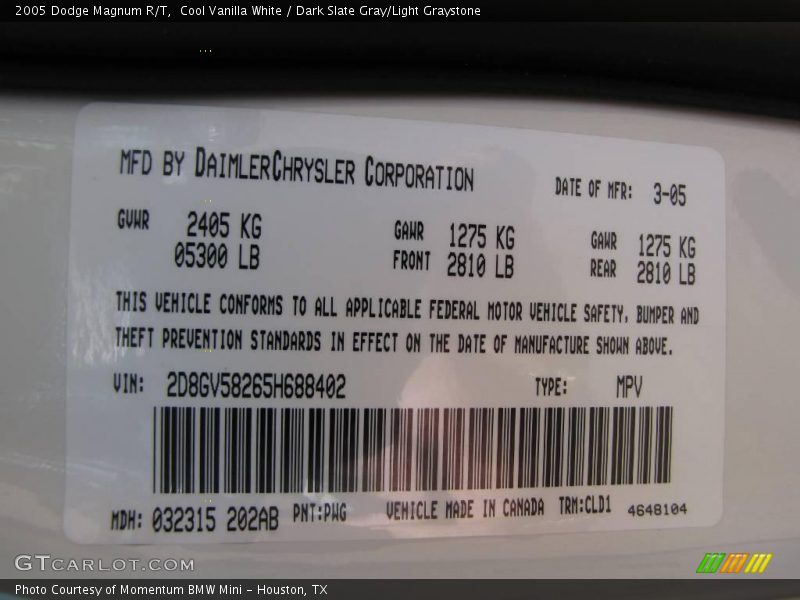 2005 Dodge Magnum R/T,  Cool Vanilla White / Dark Slate Gray/Light Graystone
MFD BY DAIMLERCHRYSLER CORPORATION DATE OF MFR: 3-05
GVWR 2405 KG GAWR 1275 KG GAWR 1275 KG
05300 LB FRONT 2810 LB REAR 2810 LB
THIS VEHICLE CONFORMS TO ALL APPLICABLE FEDERAL MOTOR VEHICLE SAFETY, BUMPER AND
THEFT PREVENTION STANDARDS IN EFFECT ON THE DATE OF MANUFACTURE SHOWN ABOVE.
VIN: 2D8GV58265H688402 TYPE: MPV
MDH: 032315 202AB PNT:PWG VEHICLE MADE IN CANADA TRM:CLD1 4648104
GTCARLOT.COM
Photo Courtesy of Momentum BMW Mini - Houston, TX